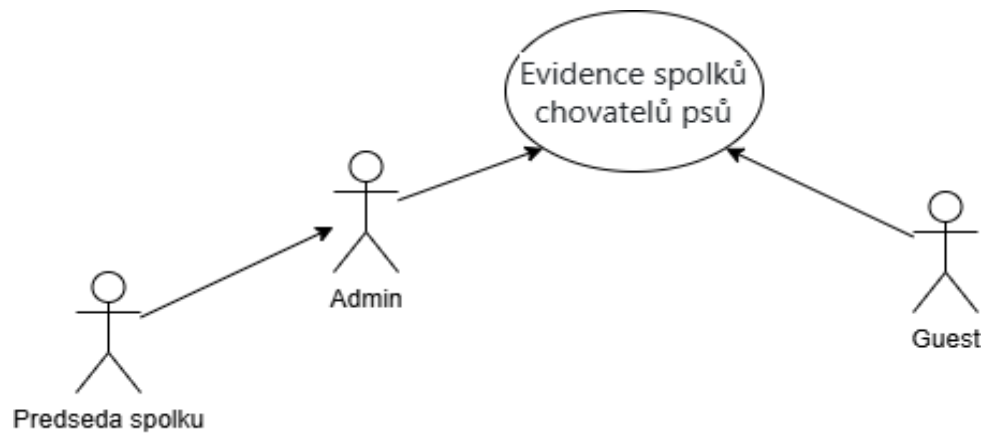 Evidence spolků
chovatelů psů
Admin
Guest
Predseda spolku